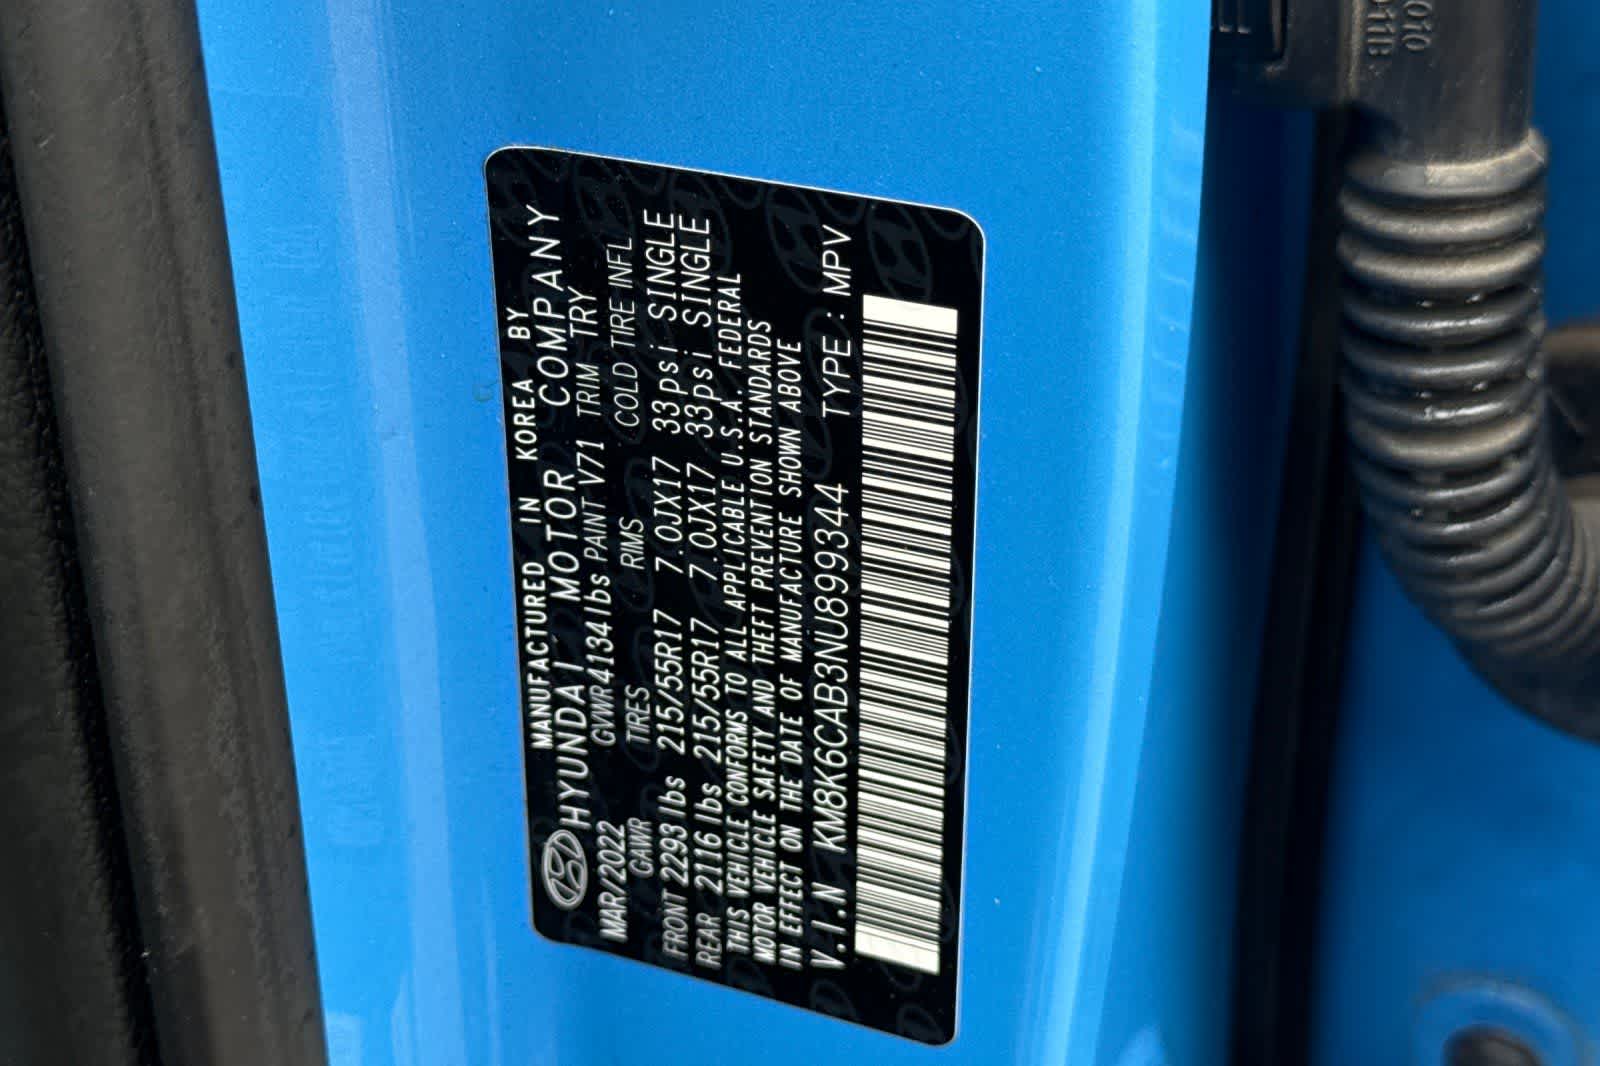 MANUFACTURED IN KOREA BY
HYUNDAI MOTOR COMPANY
MAR/2022 GVWR4134lbs PAINT V71 TRIM TRY
GAWR TIRES RIMS COLD TIRE INFL
FRONT 2293lbs 215/55R17 7.0JX17 33psi: SINGLE
REAR 2116lbs 215/55R17 7.0JX17 33psi SINGLE
THIS VEHICLE CONFORMS TO ALL APPLICABLE U.S.A. FEDERAL
MOTOR VEHICLE SAFETY AND THEFT PREVENTION STANDARDS
IN EFFECT ON THE DATE OF MANUFACTURE SHOWN ABOVE
V.I.N KM8K6CAB3NU899344 TYPE: MPV